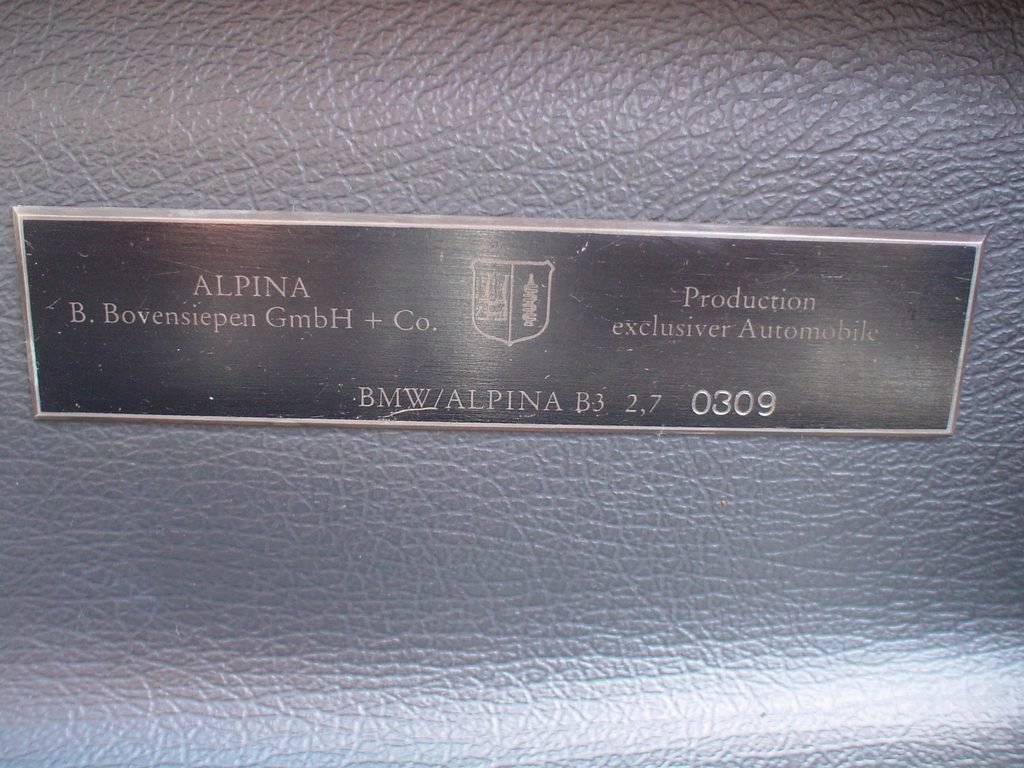 ALPINA
B. Bovensiepen GmbH + Co.
Production
exclusiver Automobile
BMW/ALPINA B3 2,7 0309